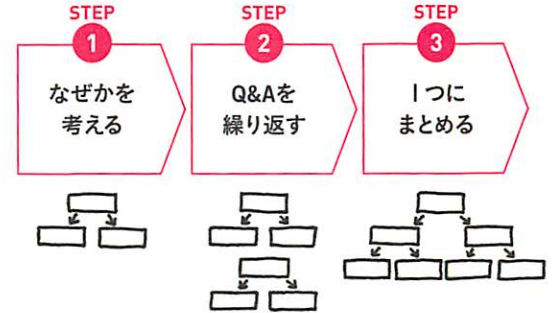 STEP
1
なぜかを
考える
STEP
2
Q&Aを
繰り返す
STEP
3
1つに
まとめる